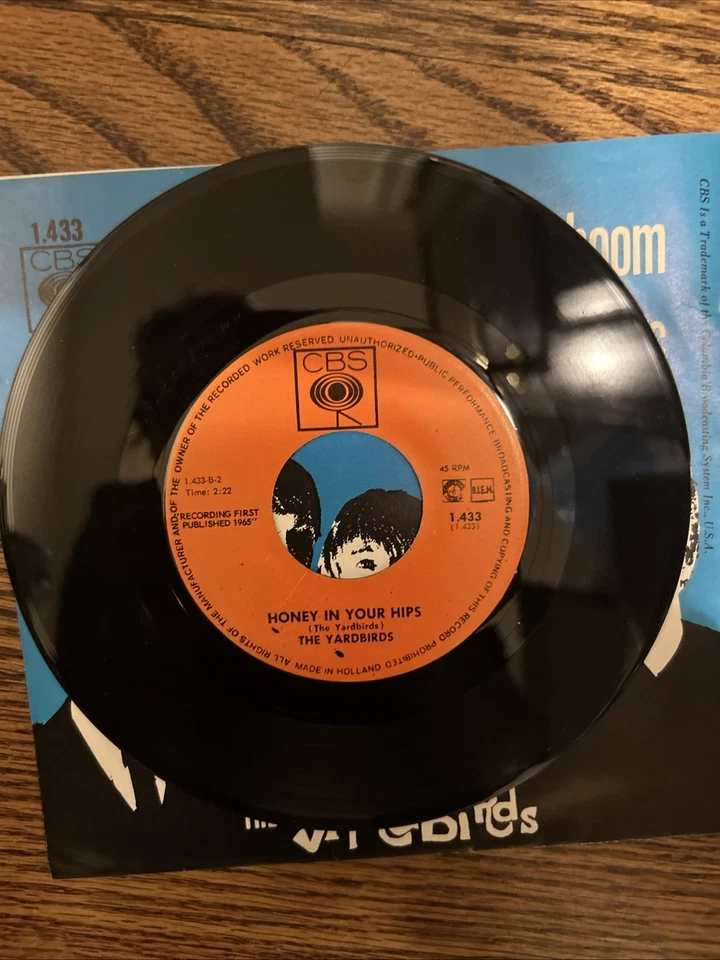 1.433
CBS
boom
CBS Is a Trademark of the Columbia Broadcasting System Inc., U.S.A.
ALL RIGHTS OF THE MANUFACTURER AND OF THE OWNER OF THE RECORDED WORK RESERVED UNAUTHORIZED·PUBLIC PERFORMANCE BROADCASTING AND COPYING OF THIS RECORD PROHIBITED
CBS
1.433-B-2
Time: 2:22
"RECORDING FIRST
PUBLISHED 1965"
45 RPM
B.I.E.M.
1.433
(1.433)
HONEY IN YOUR HIPS
(The Yardbirds)
THE YARDBIRDS
MADE IN HOLLAND